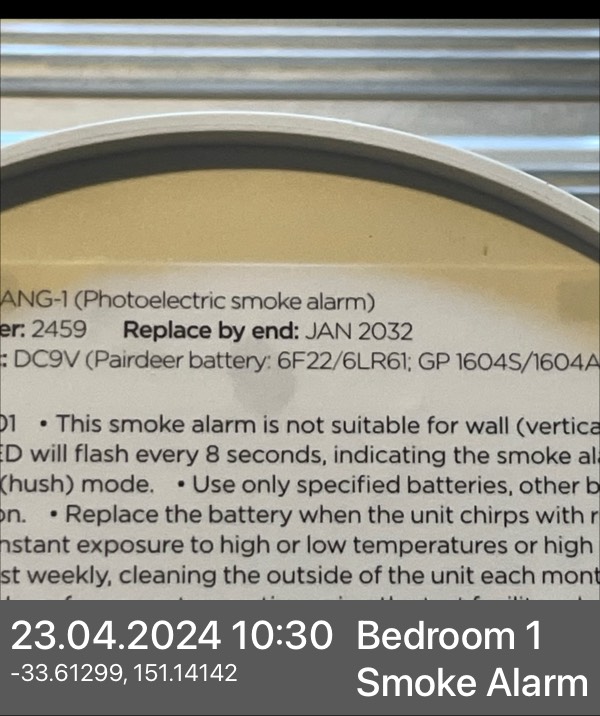 ANG-1 (Photoelectric smoke alarm)
er: 2459 Replace by end: JAN 2032
: DC9V (Pairdeer battery: 6F22/6LR61; GP 1604S/1604A
01 • This smoke alarm is not suitable for wall (vertica
ED will flash every 8 seconds, indicating the smoke al
(hush) mode. • Use only specified batteries, other b
on. • Replace the battery when the unit chirps with r
nstant exposure to high or low temperatures or high
st weekly, cleaning the outside of the unit each mont
23.04.2024 10:30 Bedroom 1
-33.61299, 151.14142 Smoke Alarm